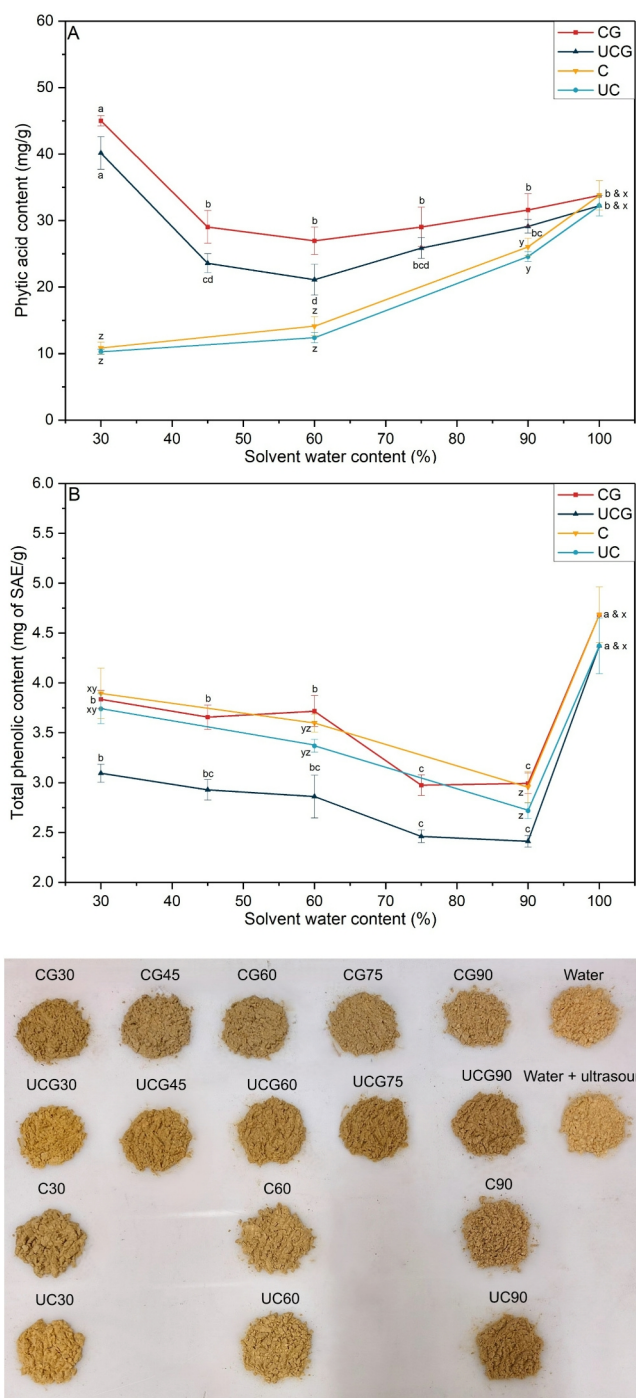 A
CG
UCG
C
UC
Phytic acid content (mg/g)
60
50
40
30
20
10
0
a
a
b
cd
b
d
z
z
b
bcd
b
bc
y
y
b & x
b & x
z
z
30 40 50 60 70 80 90 100
Solvent water content (%)
B
CG
UCG
C
UC
Total phenolic content (mg of SAE/g)
6.0
5.5
5.0
4.5
4.0
3.5
3.0
2.5
2.0
xy
b
xy
b
b
bc
b
yz
yz
bc
c
c
c
z
z
c
a & x
a & x
30 40 50 60 70 80 90 100
Solvent water content (%)
CG30 CG45 CG60 CG75 CG90 Water
UCG30 UCG45 UCG60 UCG75 UCG90 Water + ultrasour
C30 C60 C90
UC30 UC60 UC90